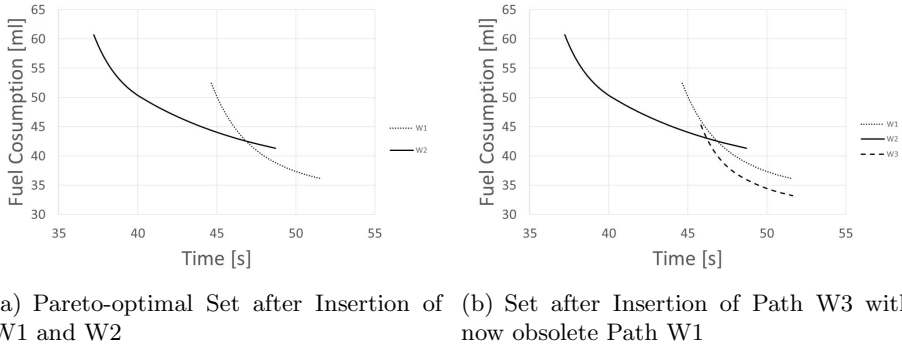 65
60
55
50
45
40
35
30
35 40 45 50 55
Fuel Cosumption [ml]
Time [s]
W1
W2
65
60
55
50
45
40
35
30
35 40 45 50 55
Fuel Cosumption [ml]
Time [s]
W1
W2
W3
a) Pareto-optimal Set after Insertion of
W1 and W2
(b) Set after Insertion of Path W3 with
now obsolete Path W1